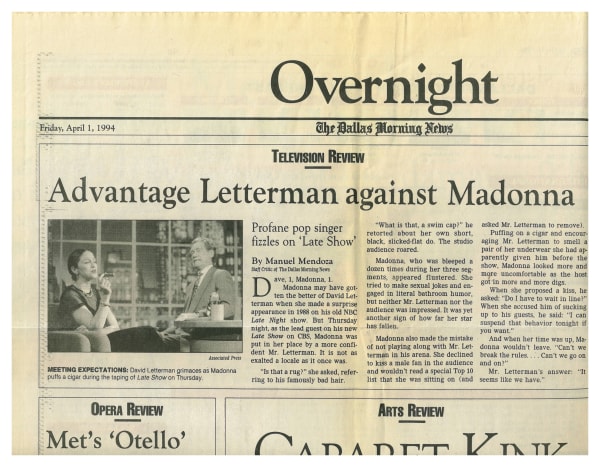 Overnight
Friday, April 1, 1994
The Dallas Morning News
TELEVISION REVIEW
Advantage Letterman against Madonna
Associated Press
MEETING EXPECTATIONS: David Letterman grimaces as Madonna
puffs a cigar during the taping of Late Show on Thursday.
Profane pop singer
fizzles on ‘Late Show’
By Manuel Mendoza
Staff Critic of The Dallas Morning News
Dave, 1, Madonna, 1.
Madonna may have got-
ten the better of David Let-
terman when she made a surprise
appearance in 1988 on his old NBC
Late Night show. But Thursday
night, as the lead guest on his new
Late Show on CBS, Madonna was
put in her place by a more confi-
dent Mr. Letterman. It is not as
exalted a locale as it once was.
“Is that a rug?” she asked, refer-
ring to his famously bad hair.
“What is that, a swim cap?” he
retorted about her own short,
black, slicked-flat do. The studio
audience roared.
Madonna, who was bleeped a
dozen times during her three seg-
ments, appeared flustered. She
tried to make sexual jokes and en-
gaged in literal bathroom humor,
but neither Mr. Letterman nor the
audience was impressed. It was yet
another sign of how far her star
has fallen.
Madonna also made the mistake
of not playing along with Mr. Let-
terman in his arena. She declined
to kiss a male fan in the audience
and wouldn't read a special Top 10
list that she was sitting on (and
asked Mr. Letterman to remove).
Puffing on a cigar and encour-
aging Mr. Letterman to smell a
pair of her underwear she had ap-
parently given him before the
show, Madonna looked more and
more uncomfortable as the host
got in more and more digs.
When she proposed a kiss, he
asked: “Do I have to wait in line?”
When she accused him of sucking
up to his guests, he said: “I can
suspend that behavior tonight if
you want.”
And when her time was up, Ma-
donna wouldn't leave. “Can't we
break the rules . . . Can't we go on
and on?”
Mr. Letterman's answer: “It
seems like we have.”
OPERA REVIEW
Met's ‘Otello’
ARTS REVIEW
CABARET KINK